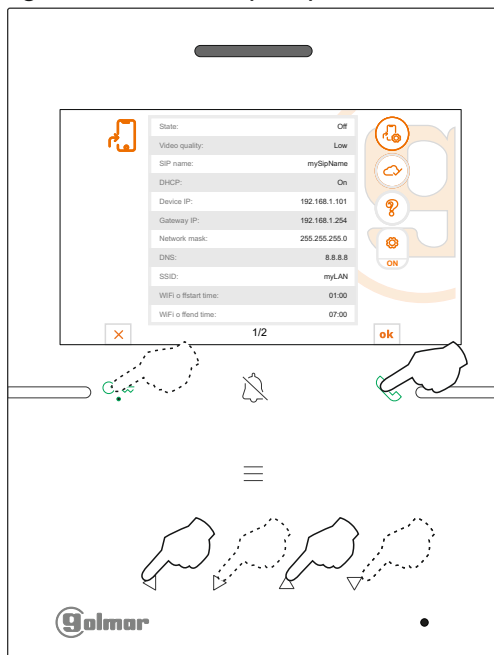 State: Off
Video quality: Low
SIP name: mySipName
DHCP: On
Device IP: 192.168.1.101
Gateway IP: 192.168.1.254
Network mask: 255.255.255.0
DNS: 8.8.8.8
SSID: myLAN
WiFi o ffstart time: 01:00
WiFi o ffend time: 07:00
ON
1/2
ok
golmar